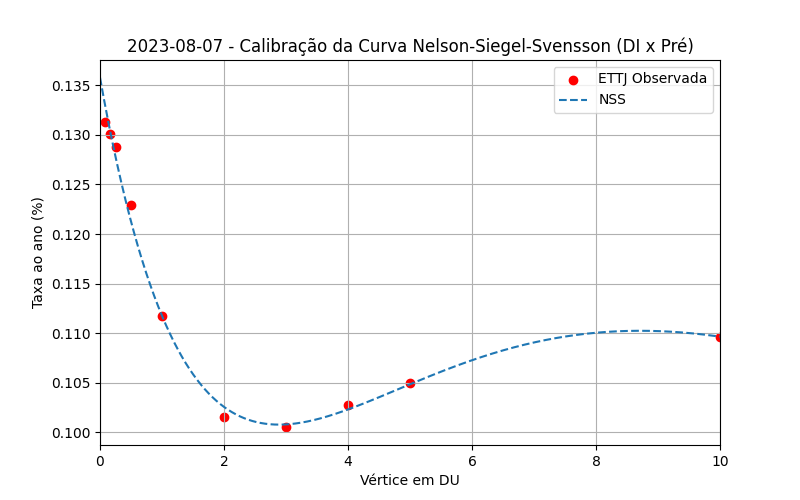 2023-08-07 - Calibração da Curva Nelson-Siegel-Svensson (DI x Pré)
ETTJ Observada
NSS
Taxa ao ano (%)
0.135
0.130
0.125
0.120
0.115
0.110
0.105
0.100
0 2 4 6 8 10
Vértice em DU